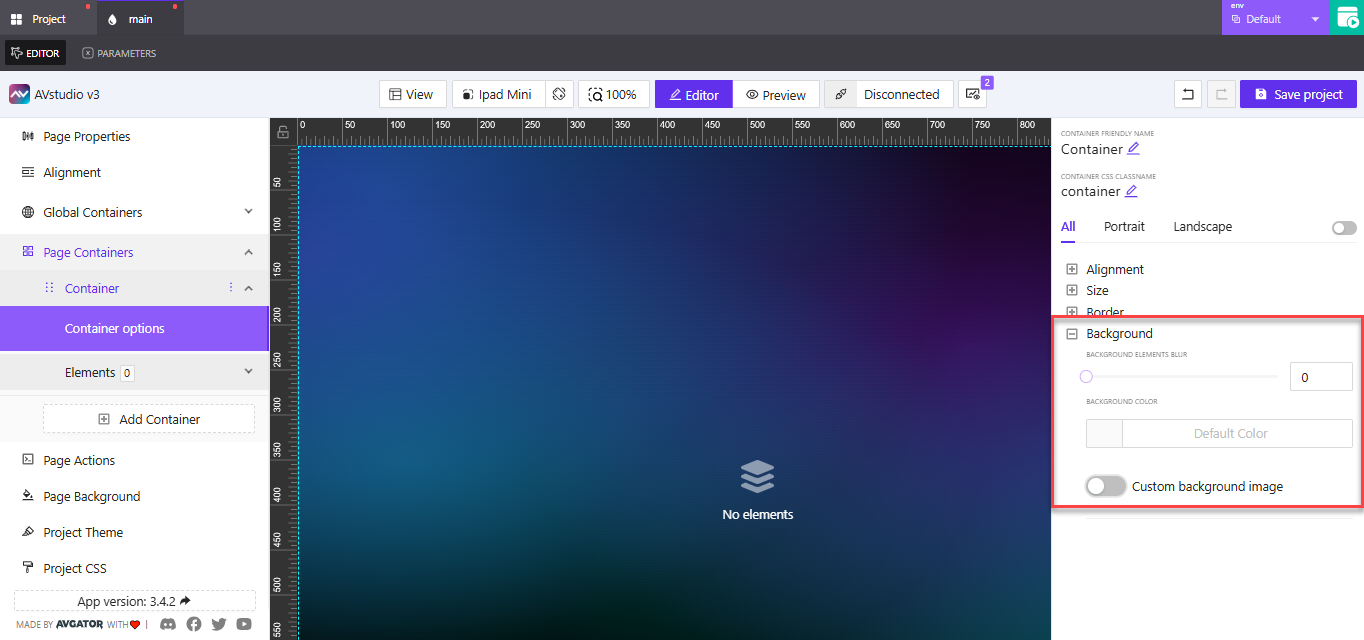 Project
main
env
Default
EDITOR
PARAMETERS
AVstudio v3
View
Ipad Mini
100%
Editor
Preview
Disconnected
2
Save project
Page Properties
Alignment
Global Containers
Page Containers
Container
Container options
Elements 0
Add Container
Page Actions
Page Background
Project Theme
Project CSS
App version: 3.4.2
MADE BY AVGATOR WITH |
0 50 100 150 200 250 300 350 400 450 500 550 600 650 700 750 800
50
100
150
200
250
300
350
400
450
500
550
No elements
CONTAINER FRIENDLY NAME
Container
CONTAINER CSS CLASSNAME
container
All Portrait Landscape
Alignment
Size
Border
Background
BACKGROUND ELEMENTS BLUR
0
BACKGROUND COLOR
Default Color
Custom background image